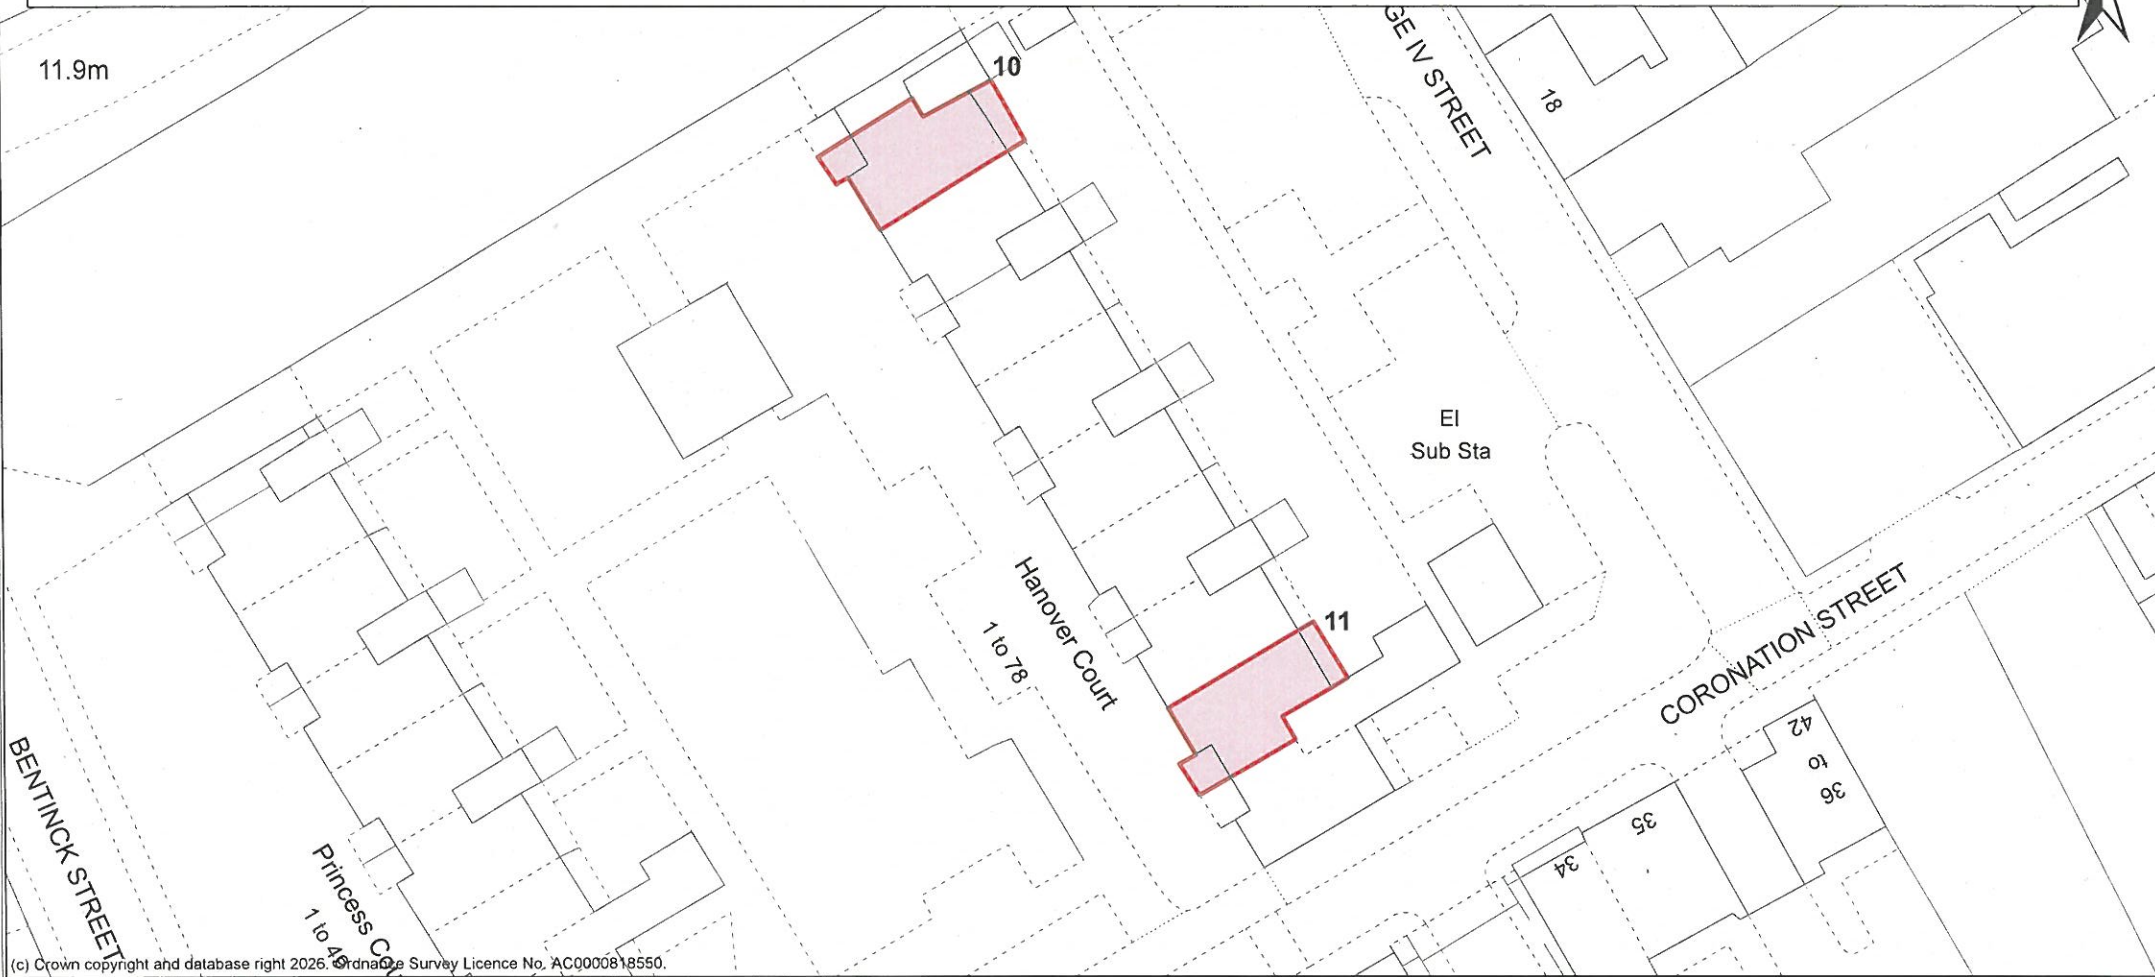 11.9m
10
GE IV STREET
18
El
Sub Sta
Hanover Court
1 to 78
11
CORONATION STREET
42
to
36
35
34
BENTINCK STREET
Princess Cou
1 to 4
(c) Crown copyright and database right 2026. Ordnance Survey Licence No. AC0000818550.